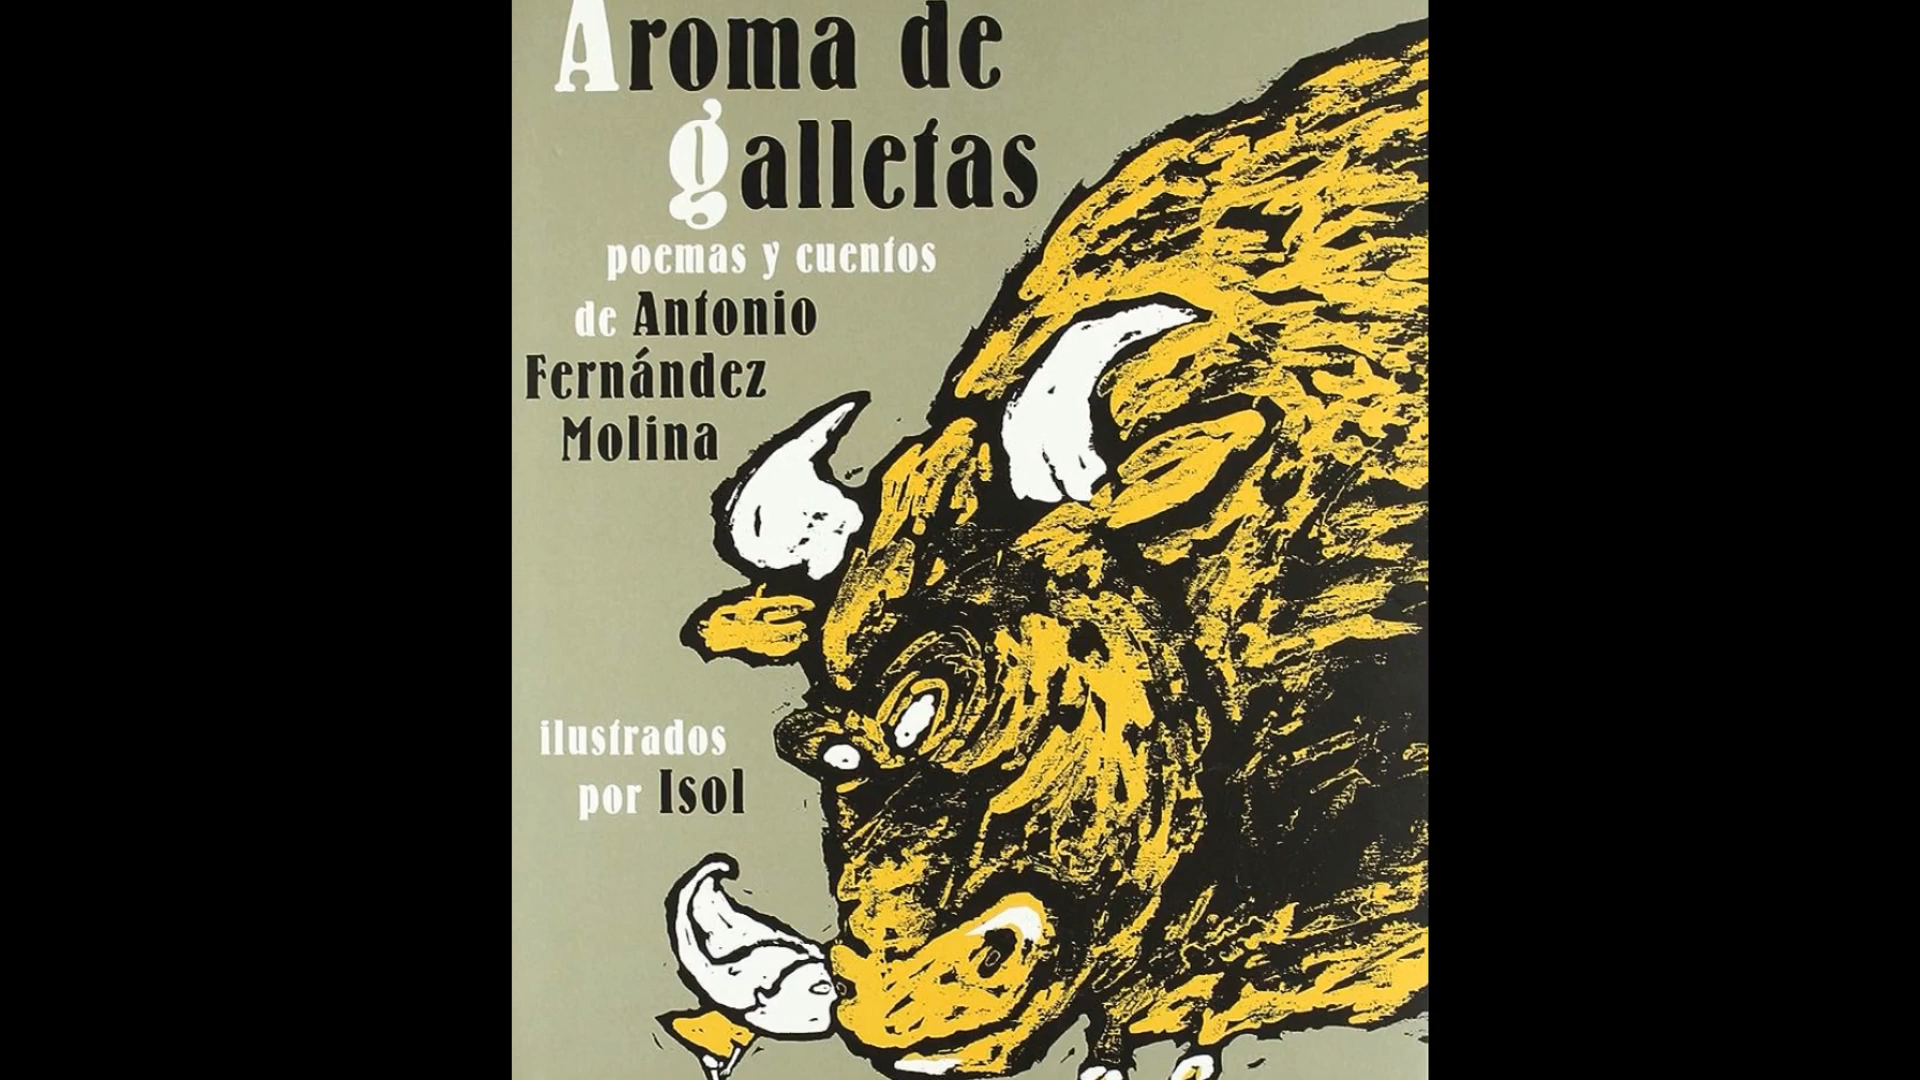 Aroma de
galletas
poemas y cuentos
de Antonio
Fernández
Molina
ilustrados
por Isol